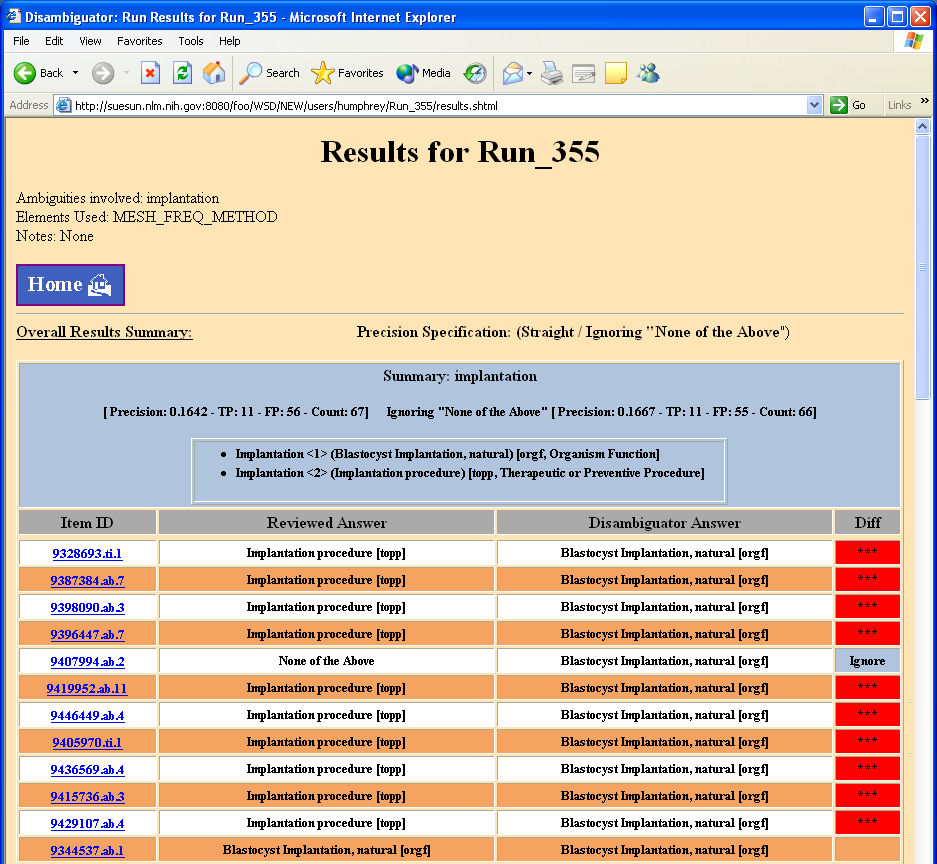 Disambiguator: Run Results for Run_355 - Microsoft Internet Explorer
File Edit View Favorites Tools Help
Back Search Favorites Media
Address http://suesun.nlm.nih.gov:8080/foo/WSD/NEW/users/humphrey/Run_355/results.shtml Go Links »
Results for Run_355
Ambiguities involved: implantation
Elements Used: MESH_FREQ_METHOD
Notes: None
Home
Overall Results Summary: Precision Specification: (Straight / Ignoring "None of the Above")
Summary: implantation
[ Precision: 0.1642 - TP: 11 - FP: 56 - Count: 67] Ignoring "None of the Above" [ Precision: 0.1667 - TP: 11 - FP: 55 - Count: 66]
• Implantation <1> (Blastocyst Implantation, natural) [orgf, Organism Function]
• Implantation <2> (Implantation procedure) [topp, Therapeutic or Preventive Procedure]
Item ID Reviewed Answer Disambiguator Answer Diff
9328693.ti.1 Implantation procedure [topp] Blastocyst Implantation, natural [orgf] ***
9387384.ab.7 Implantation procedure [topp] Blastocyst Implantation, natural [orgf] ***
9398090.ab.3 Implantation procedure [topp] Blastocyst Implantation, natural [orgf] ***
9396447.ab.7 Implantation procedure [topp] Blastocyst Implantation, natural [orgf] ***
9407994.ab.2 None of the Above Blastocyst Implantation, natural [orgf] Ignore
9419952.ab.11 Implantation procedure [topp] Blastocyst Implantation, natural [orgf] ***
9446449.ab.4 Implantation procedure [topp] Blastocyst Implantation, natural [orgf] ***
9405970.ti.1 Implantation procedure [topp] Blastocyst Implantation, natural [orgf] ***
9436569.ab.4 Implantation procedure [topp] Blastocyst Implantation, natural [orgf] ***
9415736.ab.3 Implantation procedure [topp] Blastocyst Implantation, natural [orgf] ***
9429107.ab.4 Implantation procedure [topp] Blastocyst Implantation, natural [orgf] ***
9344537.ab.1 Blastocyst Implantation, natural [orgf] Blastocyst Implantation, natural [orgf]